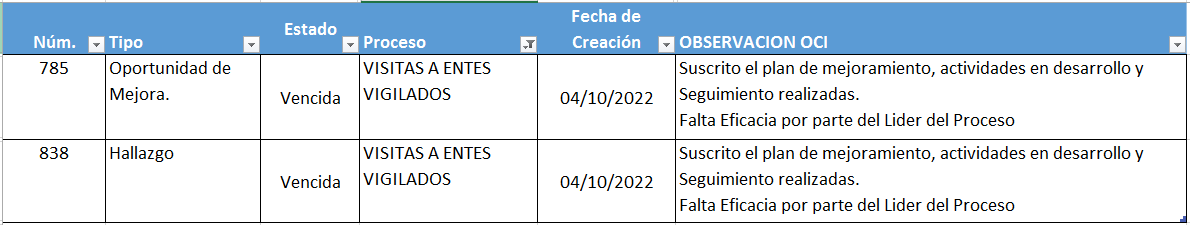 Núm. Tipo Estado Proceso Fecha de Creación OBSERVACION OCI
785 Oportunidad de Mejora. Vencida VISITAS A ENTES VIGILADOS 04/10/2022 Suscrito el plan de mejoramiento, actividades en desarrollo y
Seguimiento realizadas.
Falta Eficacia por parte del Lider del Proceso
838 Hallazgo Vencida VISITAS A ENTES VIGILADOS 04/10/2022 Suscrito el plan de mejoramiento, actividades en desarrollo y
Seguimiento realizadas.
Falta Eficacia por parte del Lider del Proceso